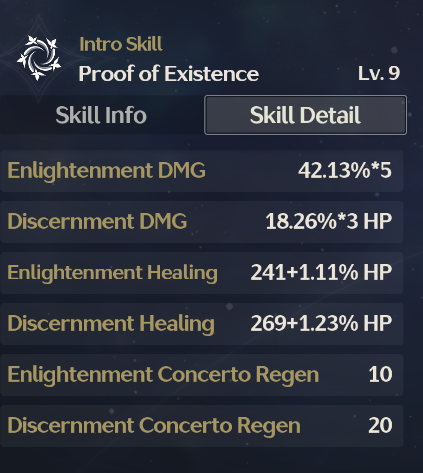 Intro Skill
Proof of Existence Lv. 9
Skill Info Skill Detail
Enlightenment DMG 42.13%*5
Discernment DMG 18.26%*3 HP
Enlightenment Healing 241+1.11% HP
Discernment Healing 269+1.23% HP
Enlightenment Concerto Regen 10
Discernment Concerto Regen 20